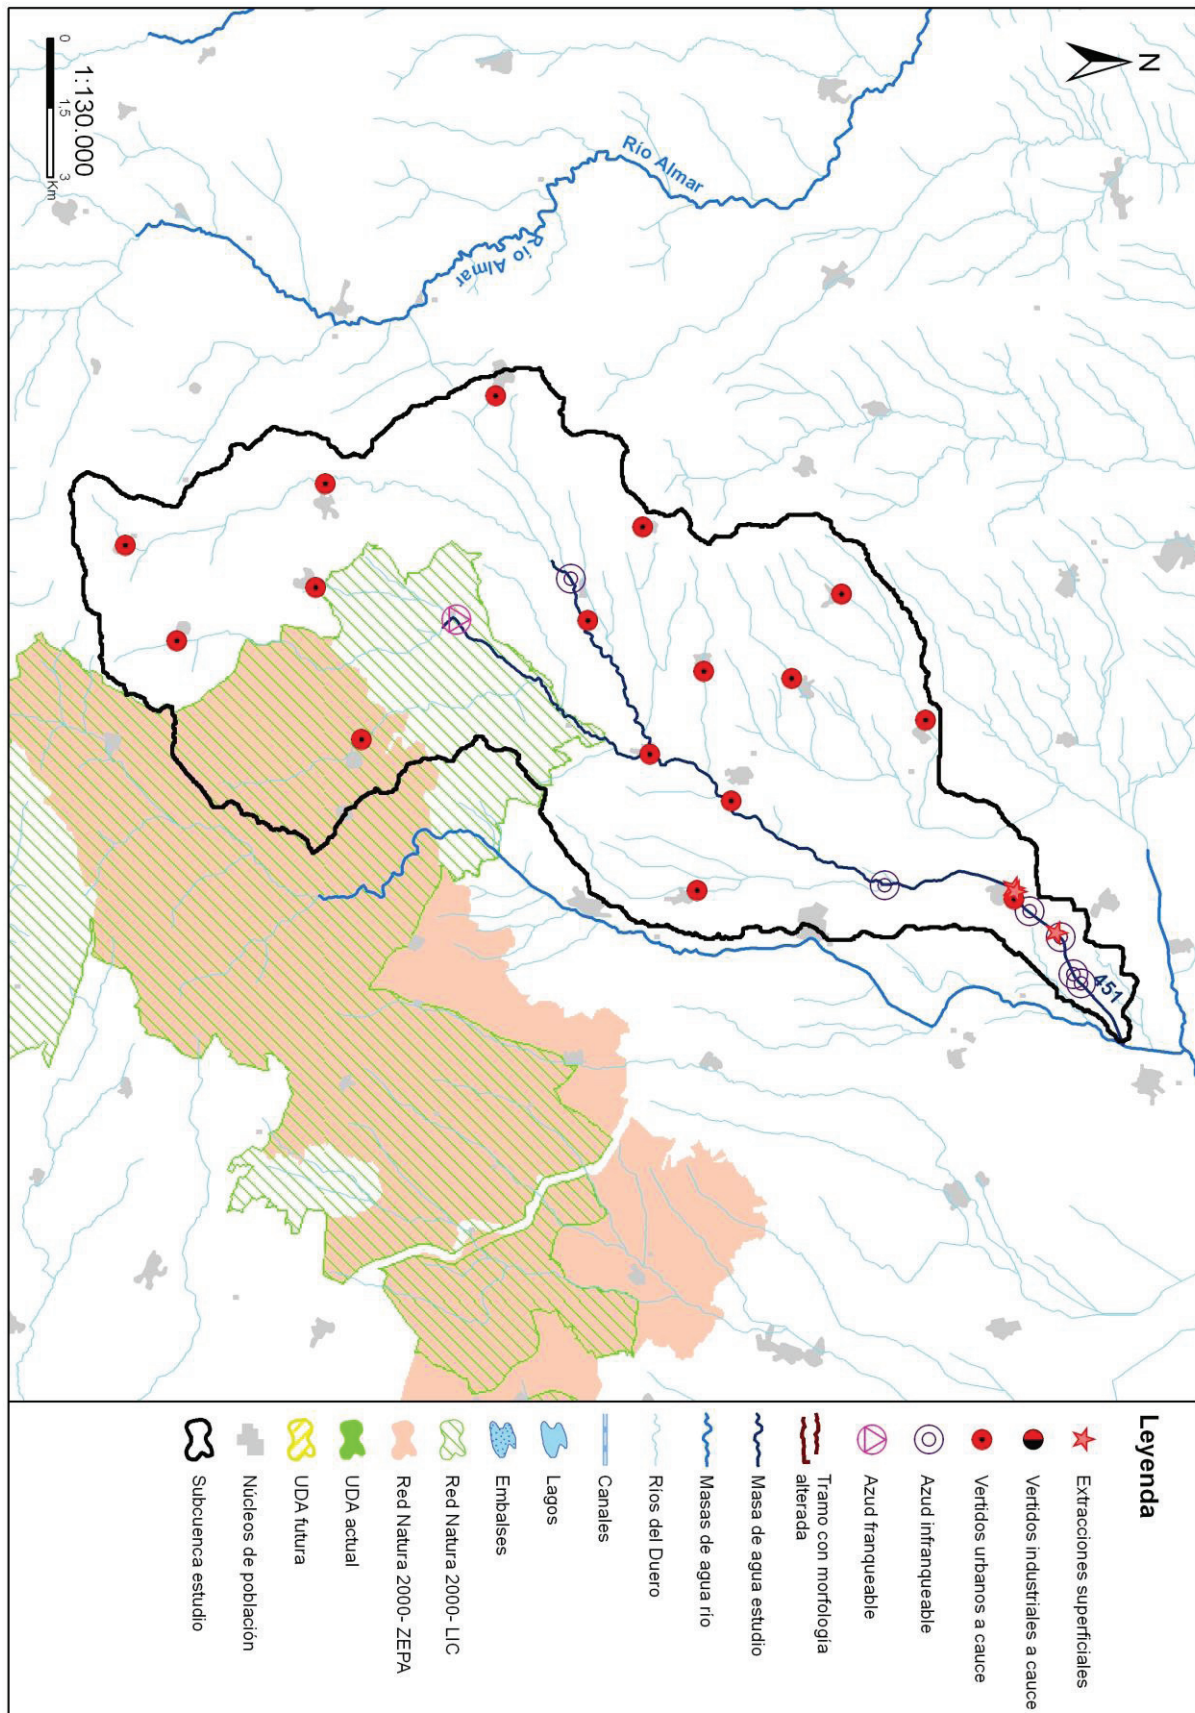 N
Río Almar
Río Almar
451
1:130.000
0
1,5
3
Km
Leyenda
Extracciones superficiales
Vertidos industriales a cauce
Vertidos urbanos a cauce
Azud infranqueable
Azud franqueable
Tramo con morfología
alterada
Masa de agua estudio
Masas de agua río
Ríos del Duero
Canales
Lagos
Embalses
Red Natura 2000- LIC
Red Natura 2000- ZEPA
UDA actual
UDA futura
Núcleos de población
Subcuenca estudio